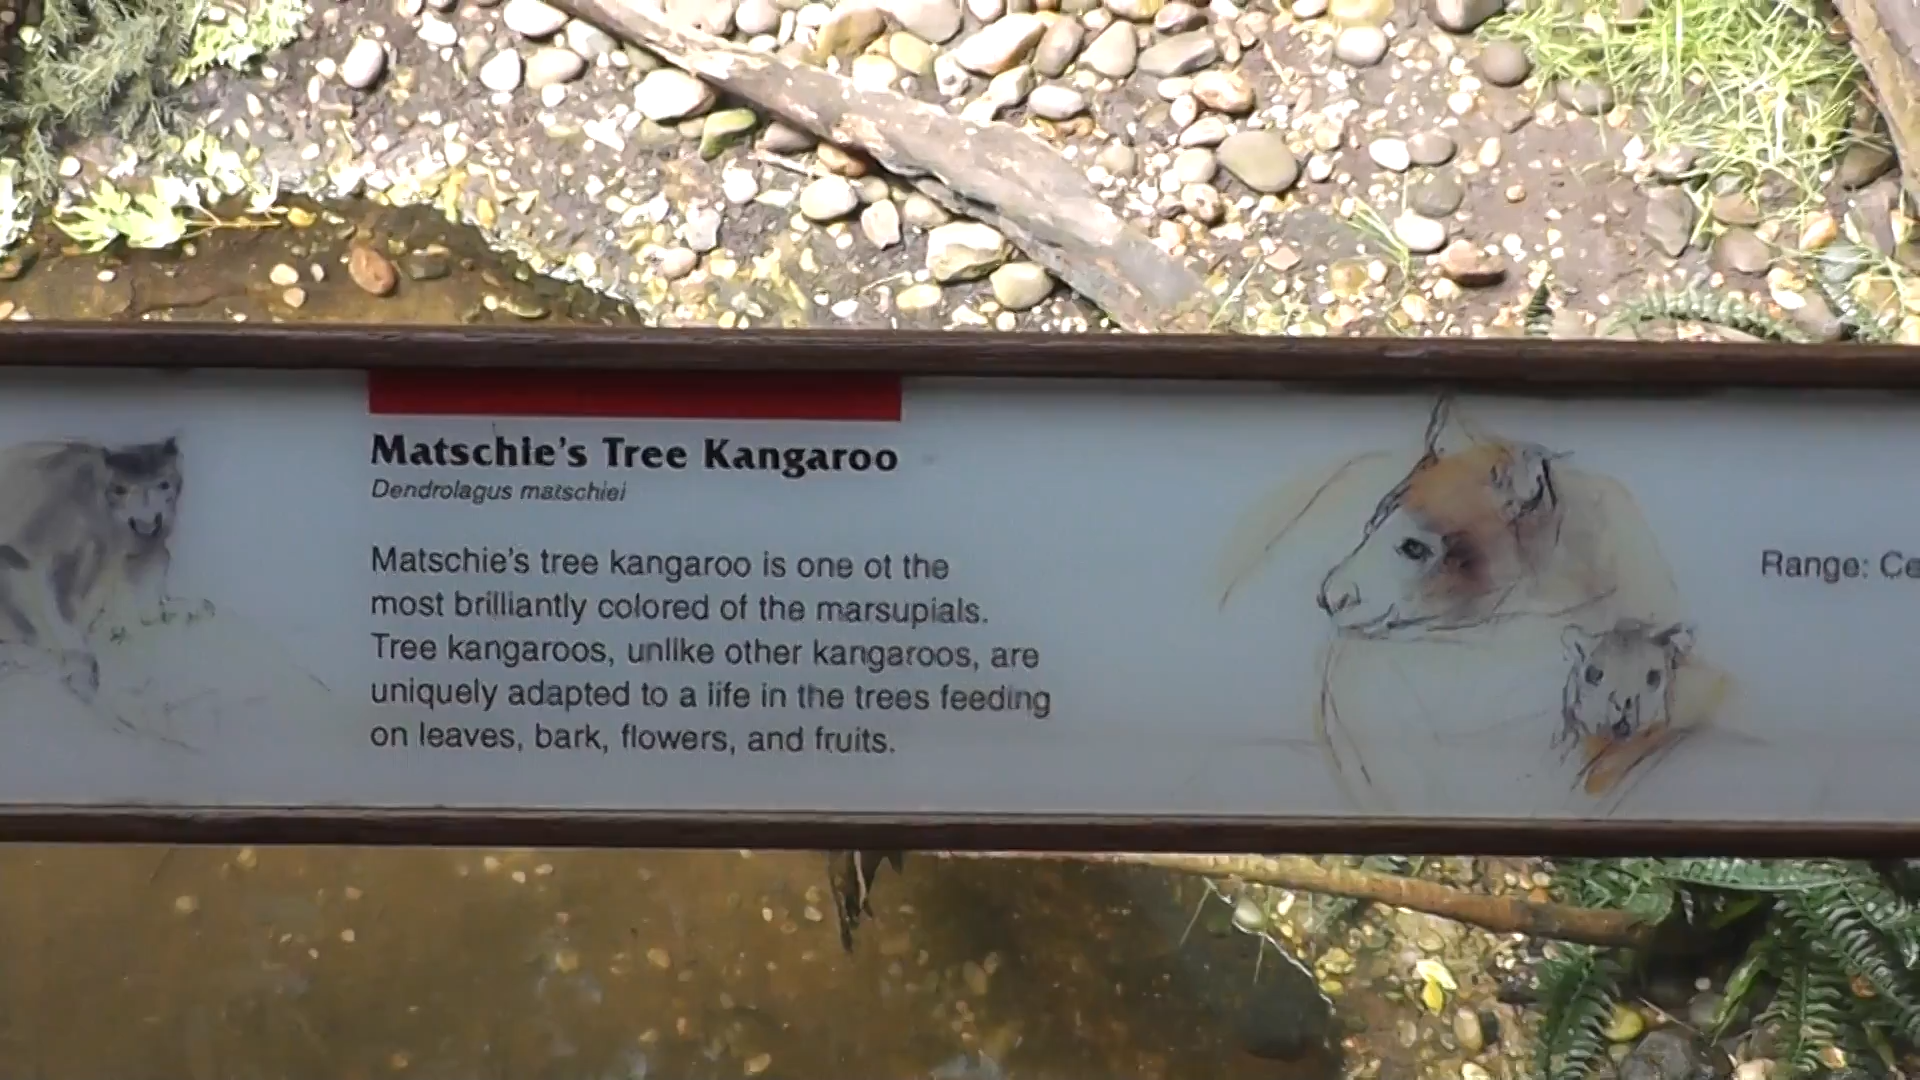 Matschie's Tree Kangaroo
Dendrolagus matschiei
Matschie's tree kangaroo is one of the
most brilliantly colored of the marsupials.
Tree kangaroos, unlike other kangaroos, are
uniquely adapted to a life in the trees feeding
on leaves, bark, flowers, and fruits.
Range: